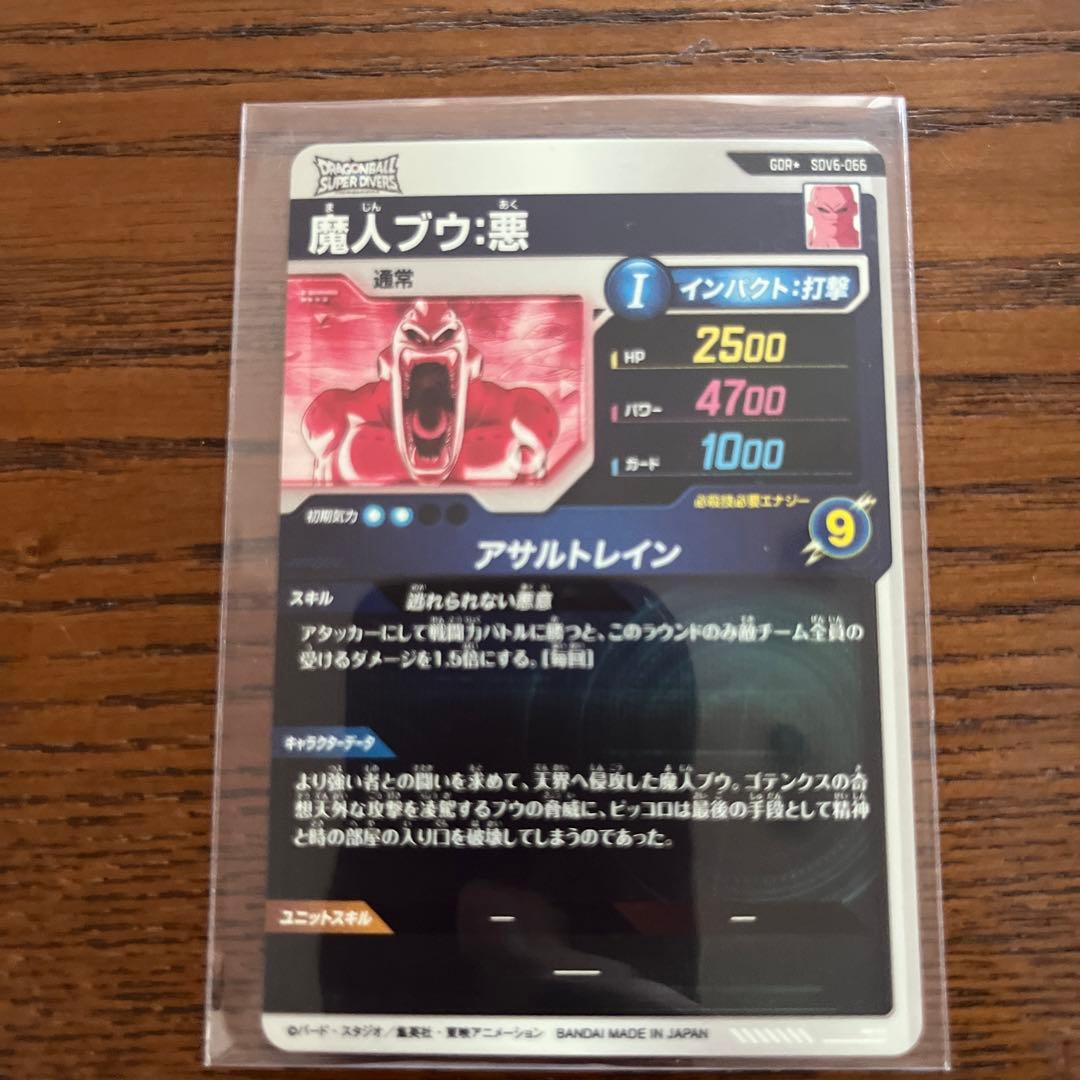 DRAGONBALL
SUPER DIVERS
GDR★ SDV6-066
ま じん おく
魔人ブウ:悪
通常
I インパクト:打撃
HP 2500
パワー 4700
ガード 1000
必殺技必要エナジー
初期気力
9
アサルトレイン
スキル 逃れられない悪意
アタッカーにして戦闘力バトルに勝つと、このラウンドのみ敵チーム全員の
受けるダメージを1.5倍にする。[毎回]
キャラクターデータ
より強い者との闘いを求めて、天界へ侵攻した魔人ブウ。ゴテンクスの奇
想天外な攻撃を凌駕するブウの脅威に、ピッコロは最後の手段として精神
と時の部屋の入り口を破壊してしまうのであった。
ユニットスキル — —
—
©バード・スタジオ/集英社・東映アニメーション BANDAI MADE IN JAPAN